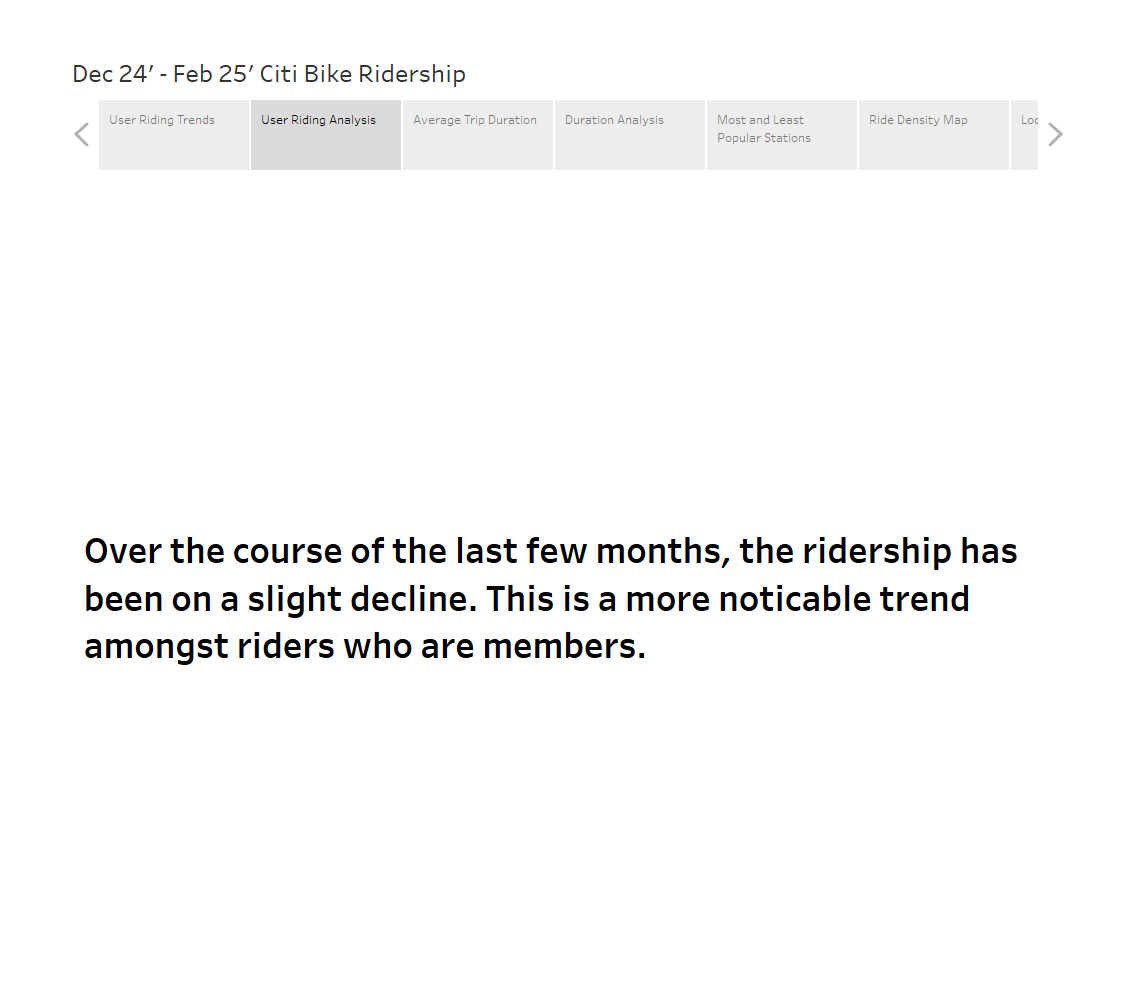 Dec 24’ - Feb 25’ Citi Bike Ridership
User Riding Trends
User Riding Analysis
Average Trip Duration
Duration Analysis
Most and Least
Popular Stations
Ride Density Map
Over the course of the last few months, the ridership has
been on a slight decline. This is a more noticable trend
amongst riders who are members.